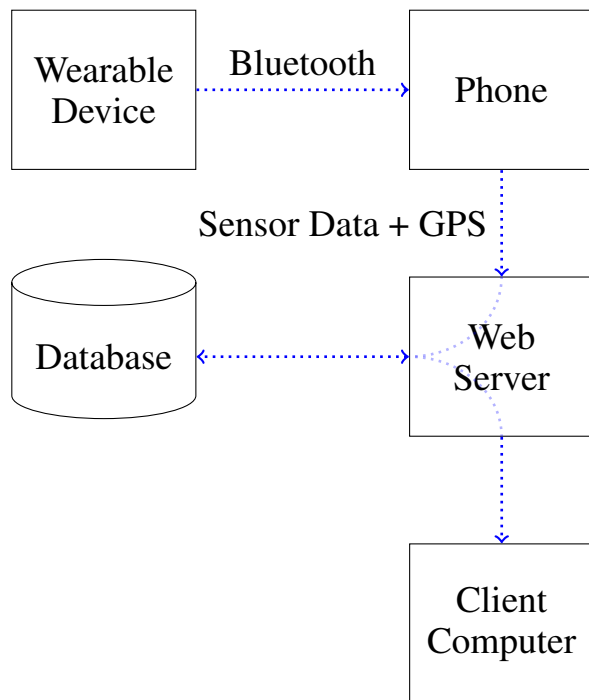 Wearable
Device
Bluetooth
Phone
Sensor Data + GPS
Database
Web
Server
Client
Computer